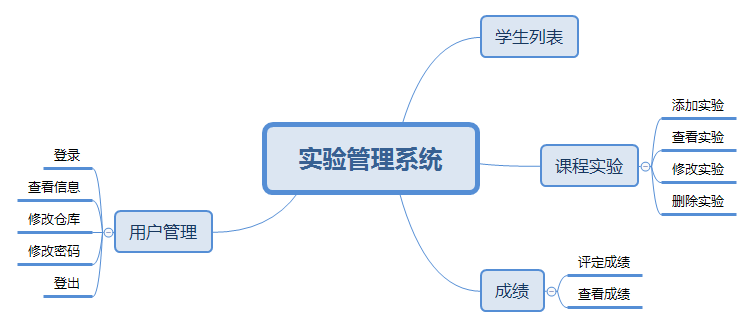 实验管理系统
学生列表
课程实验
添加实验
查看实验
修改实验
删除实验
成绩
评定成绩
查看成绩
用户管理
登录
查看信息
修改仓库
修改密码
登出